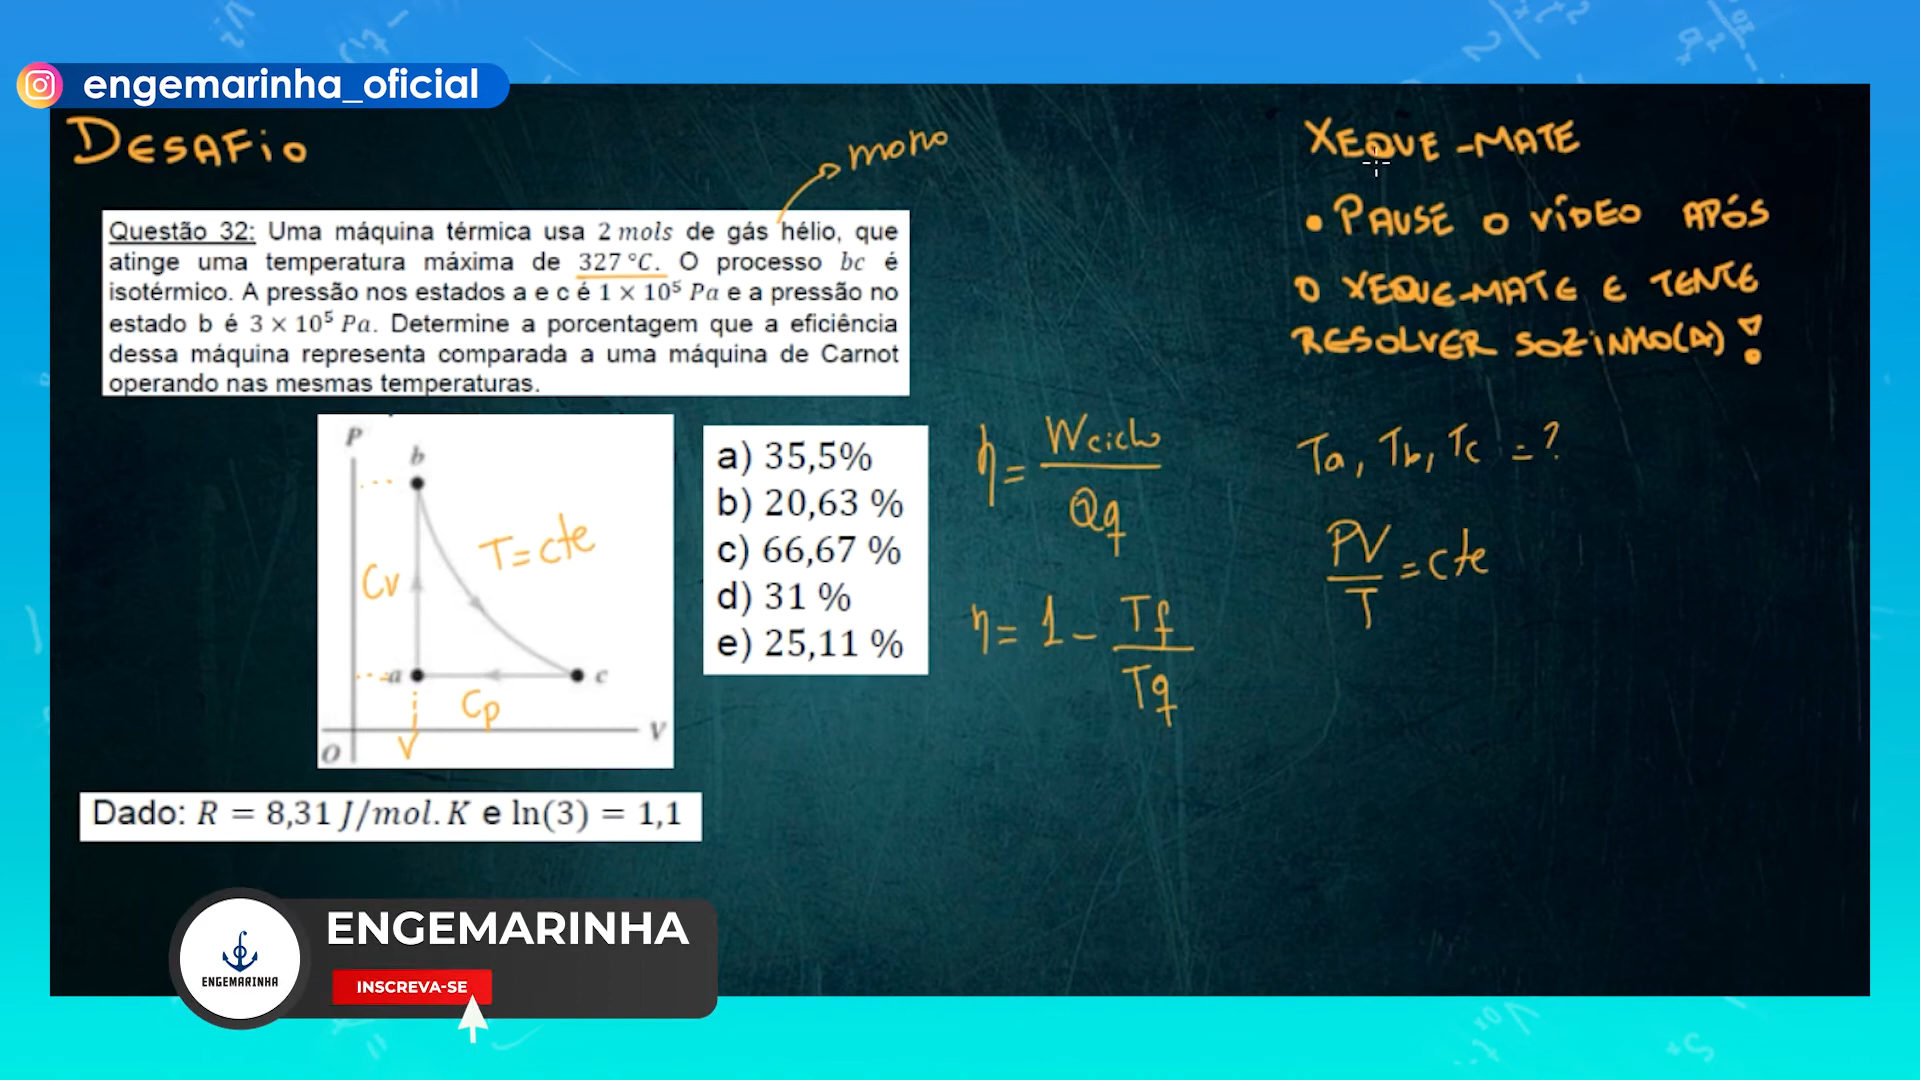 engemarinha_oficial
DESAFIO
mono
XEQUE-MATE
• PAUSE O VÍDEO APÓS
O XEQUE-MATE E TENTE
RESOLVER SOZINHO(A)!
Questão 32: Uma máquina térmica usa 2 mols de gás hélio, que
atinge uma temperatura máxima de 327 °C. O processo bc é
isotérmico. A pressão nos estados a e c é 1 × 10⁵ Pa e a pressão no
estado b é 3 × 10⁵ Pa. Determine a porcentagem que a eficiência
dessa máquina representa comparada a uma máquina de Carnot
operando nas mesmas temperaturas.
P
b
T = cte
Cv
a
c
Cp
V
O
V
a) 35,5%
b) 20,63 %
c) 66,67 %
d) 31 %
e) 25,11 %
η = Wciclo / Qq
η = 1 - Tf / Tq
Ta, Tb, Tc = ?
PV / T = cte
Dado: R = 8,31 J/mol.K e ln(3) = 1,1
ENGEMARINHA
ENGEMARINHA
INSCREVA-SE